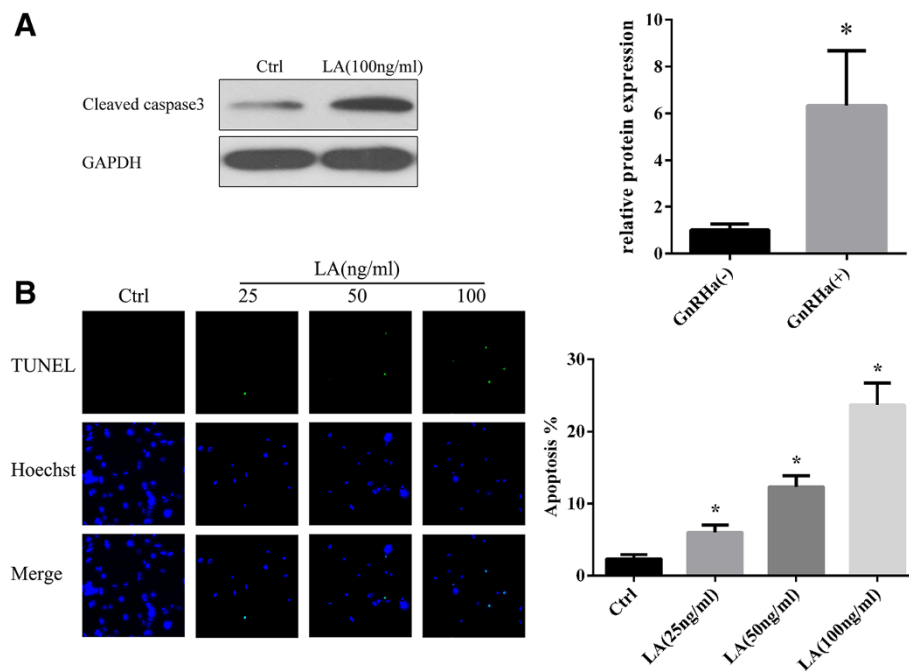 A
Ctrl LA(100ng/ml)
Cleaved caspase3
GAPDH
relative protein expression
10
8
6
4
2
0
*
GnRHa(-)
GnRHa(+)
B
LA(ng/ml)
Ctrl 25 50 100
TUNEL
Hoechst
Merge
Apoptosis %
30
20
10
0
*
*
*
Ctrl
LA(25ng/ml)
LA(50ng/ml)
LA(100ng/ml)